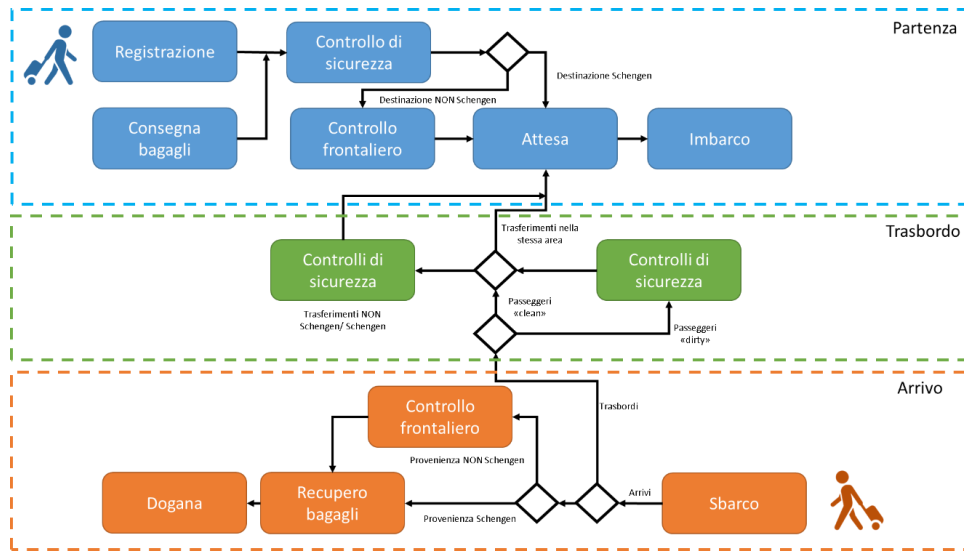 Partenza
Registrazione
Controllo di
sicurezza
Destinazione Schengen
Destinazione NON Schengen
Consegna
bagagli
Controllo
frontaliero
Attesa
Imbarco
Trasbordo
Trasferimenti nella
stessa area
Controlli di
sicurezza
Controlli di
sicurezza
Passeggeri
«clean»
Trasferimenti NON
Schengen/ Schengen
Passeggeri
«dirty»
Arrivo
Controllo
frontaliero
Trasbordi
Provenienza NON Schengen
Dogana
Recupero
bagagli
Arrivi
Sbarco
Provenienza Schengen